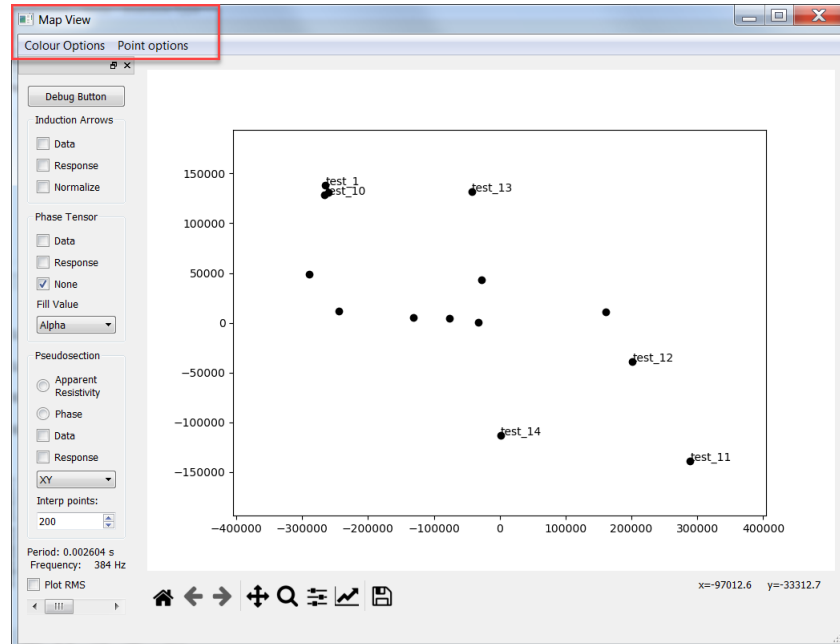 Map View
Colour Options Point options
Debug Button
Induction Arrows
Data
Response
Normalize
Phase Tensor
Data
Response
None
Fill Value
Alpha
Pseudosection
Apparent
Resistivity
Phase
Data
Response
XY
Interp points:
200
Period: 0.002604 s
Frequency: 384 Hz
Plot RMS
150000
100000
50000
0
−50000
−100000
−150000
−400000 −300000 −200000 −100000 0 100000 200000 300000 400000
test_1
test_10
test_13
test_12
test_14
test_11
x=-97012.6 y=-33312.7